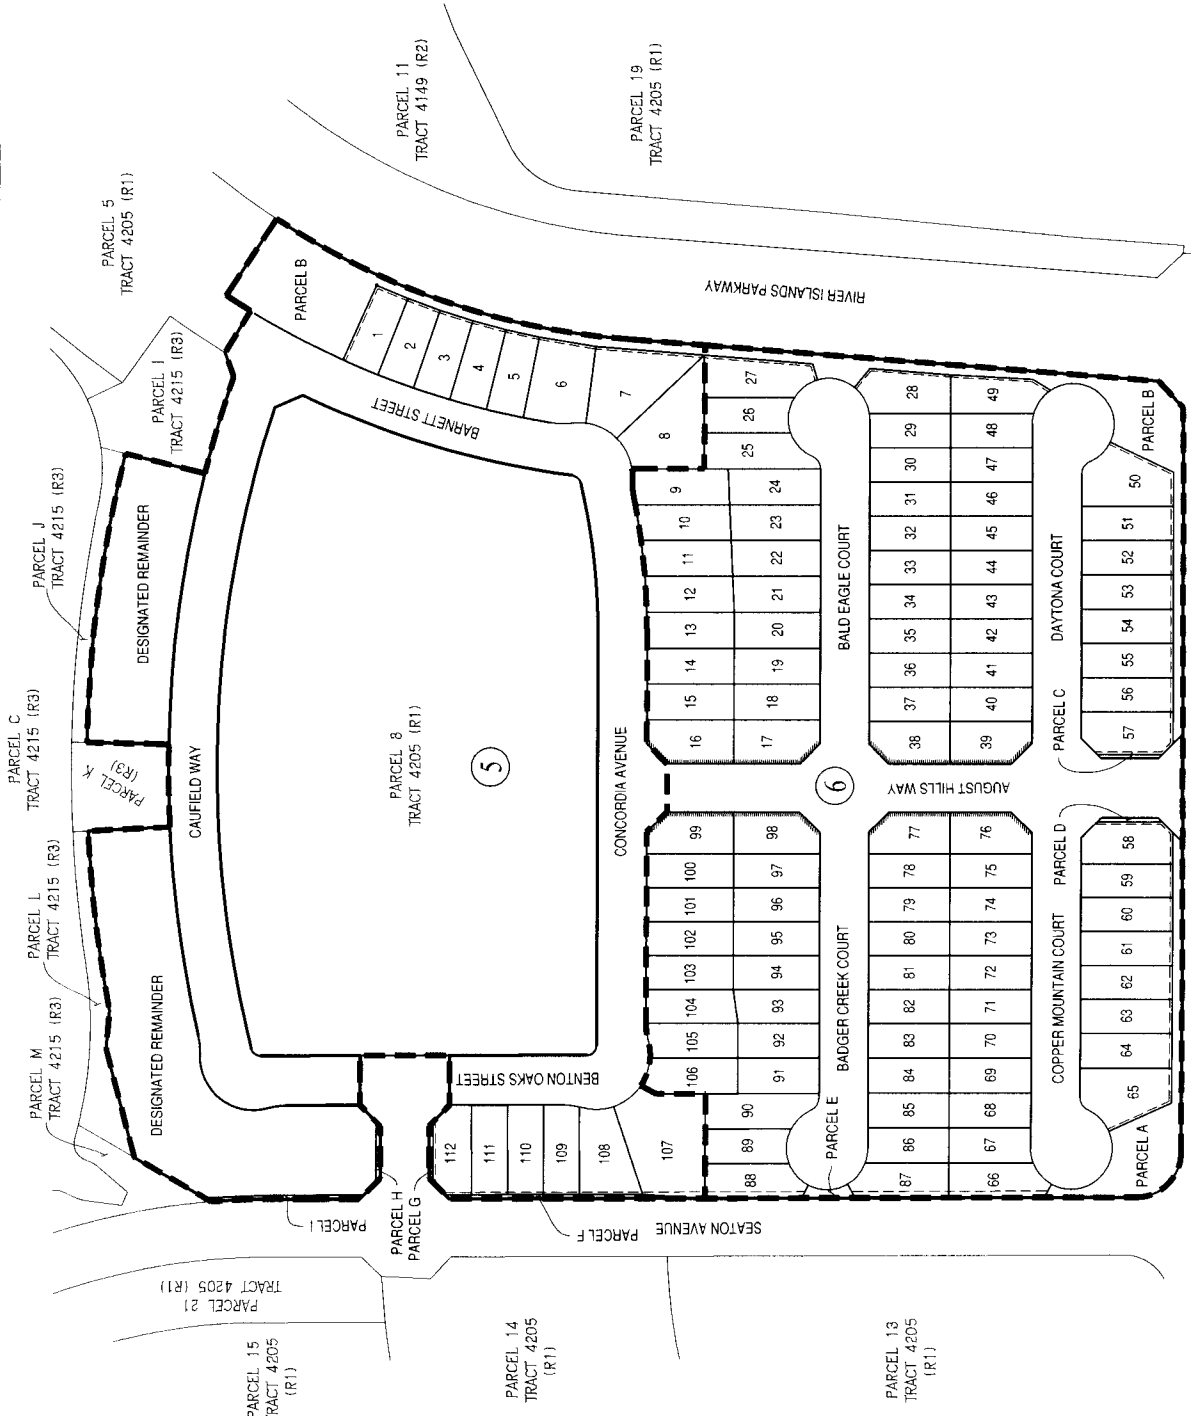 PARCEL 11
TRACT 4149 (R2)
PARCEL 19
TRACT 4205 (R1)
PARCEL 5
TRACT 4205 (R1)
PARCEL I
TRACT 4215 (R3)
PARCEL J
TRACT 4215 (R3)
PARCEL C
TRACT 4215 (R3)
PARCEL K
(R3)
PARCEL L
TRACT 4215 (R3)
PARCEL M
TRACT 4215 (R3)
DESIGNATED REMAINDER
DESIGNATED REMAINDER
PARCEL B
RIVER ISLANDS PARKWAY
BARNETT STREET
CAUFIELD WAY
PARCEL 8
TRACT 4205 (R1)
5
CONCORDIA AVENUE
BENTON OAKS STREET
1
2
3
4
5
6
7
8
9
10
11
12
13
14
15
16
17
18
19
20
21
22
23
24
25
26
27
BALD EAGLE COURT
28
29
30
31
32
33
34
35
36
37
38
39
40
41
42
43
44
45
46
47
48
49
DAYTONA COURT
PARCEL B
50
51
52
53
54
55
56
57
PARCEL C
6
AUGUST HILLS WAY
PARCEL D
58
59
60
61
62
63
64
65
PARCEL A
COPPER MOUNTAIN COURT
66
67
68
69
70
71
72
73
74
75
76
77
78
79
80
81
82
83
84
85
86
87
BADGER CREEK COURT
PARCEL E
88
89
90
91
92
93
94
95
96
97
98
99
100
101
102
103
104
105
106
107
108
109
110
111
112
PARCEL F
SEATON AVENUE
PARCEL G
PARCEL H
PARCEL I
PARCEL 21
TRACT 4205 (R1)
PARCEL 15
TRACT 4205
(R1)
PARCEL 14
TRACT 4205
(R1)
PARCEL 13
TRACT 4205
(R1)